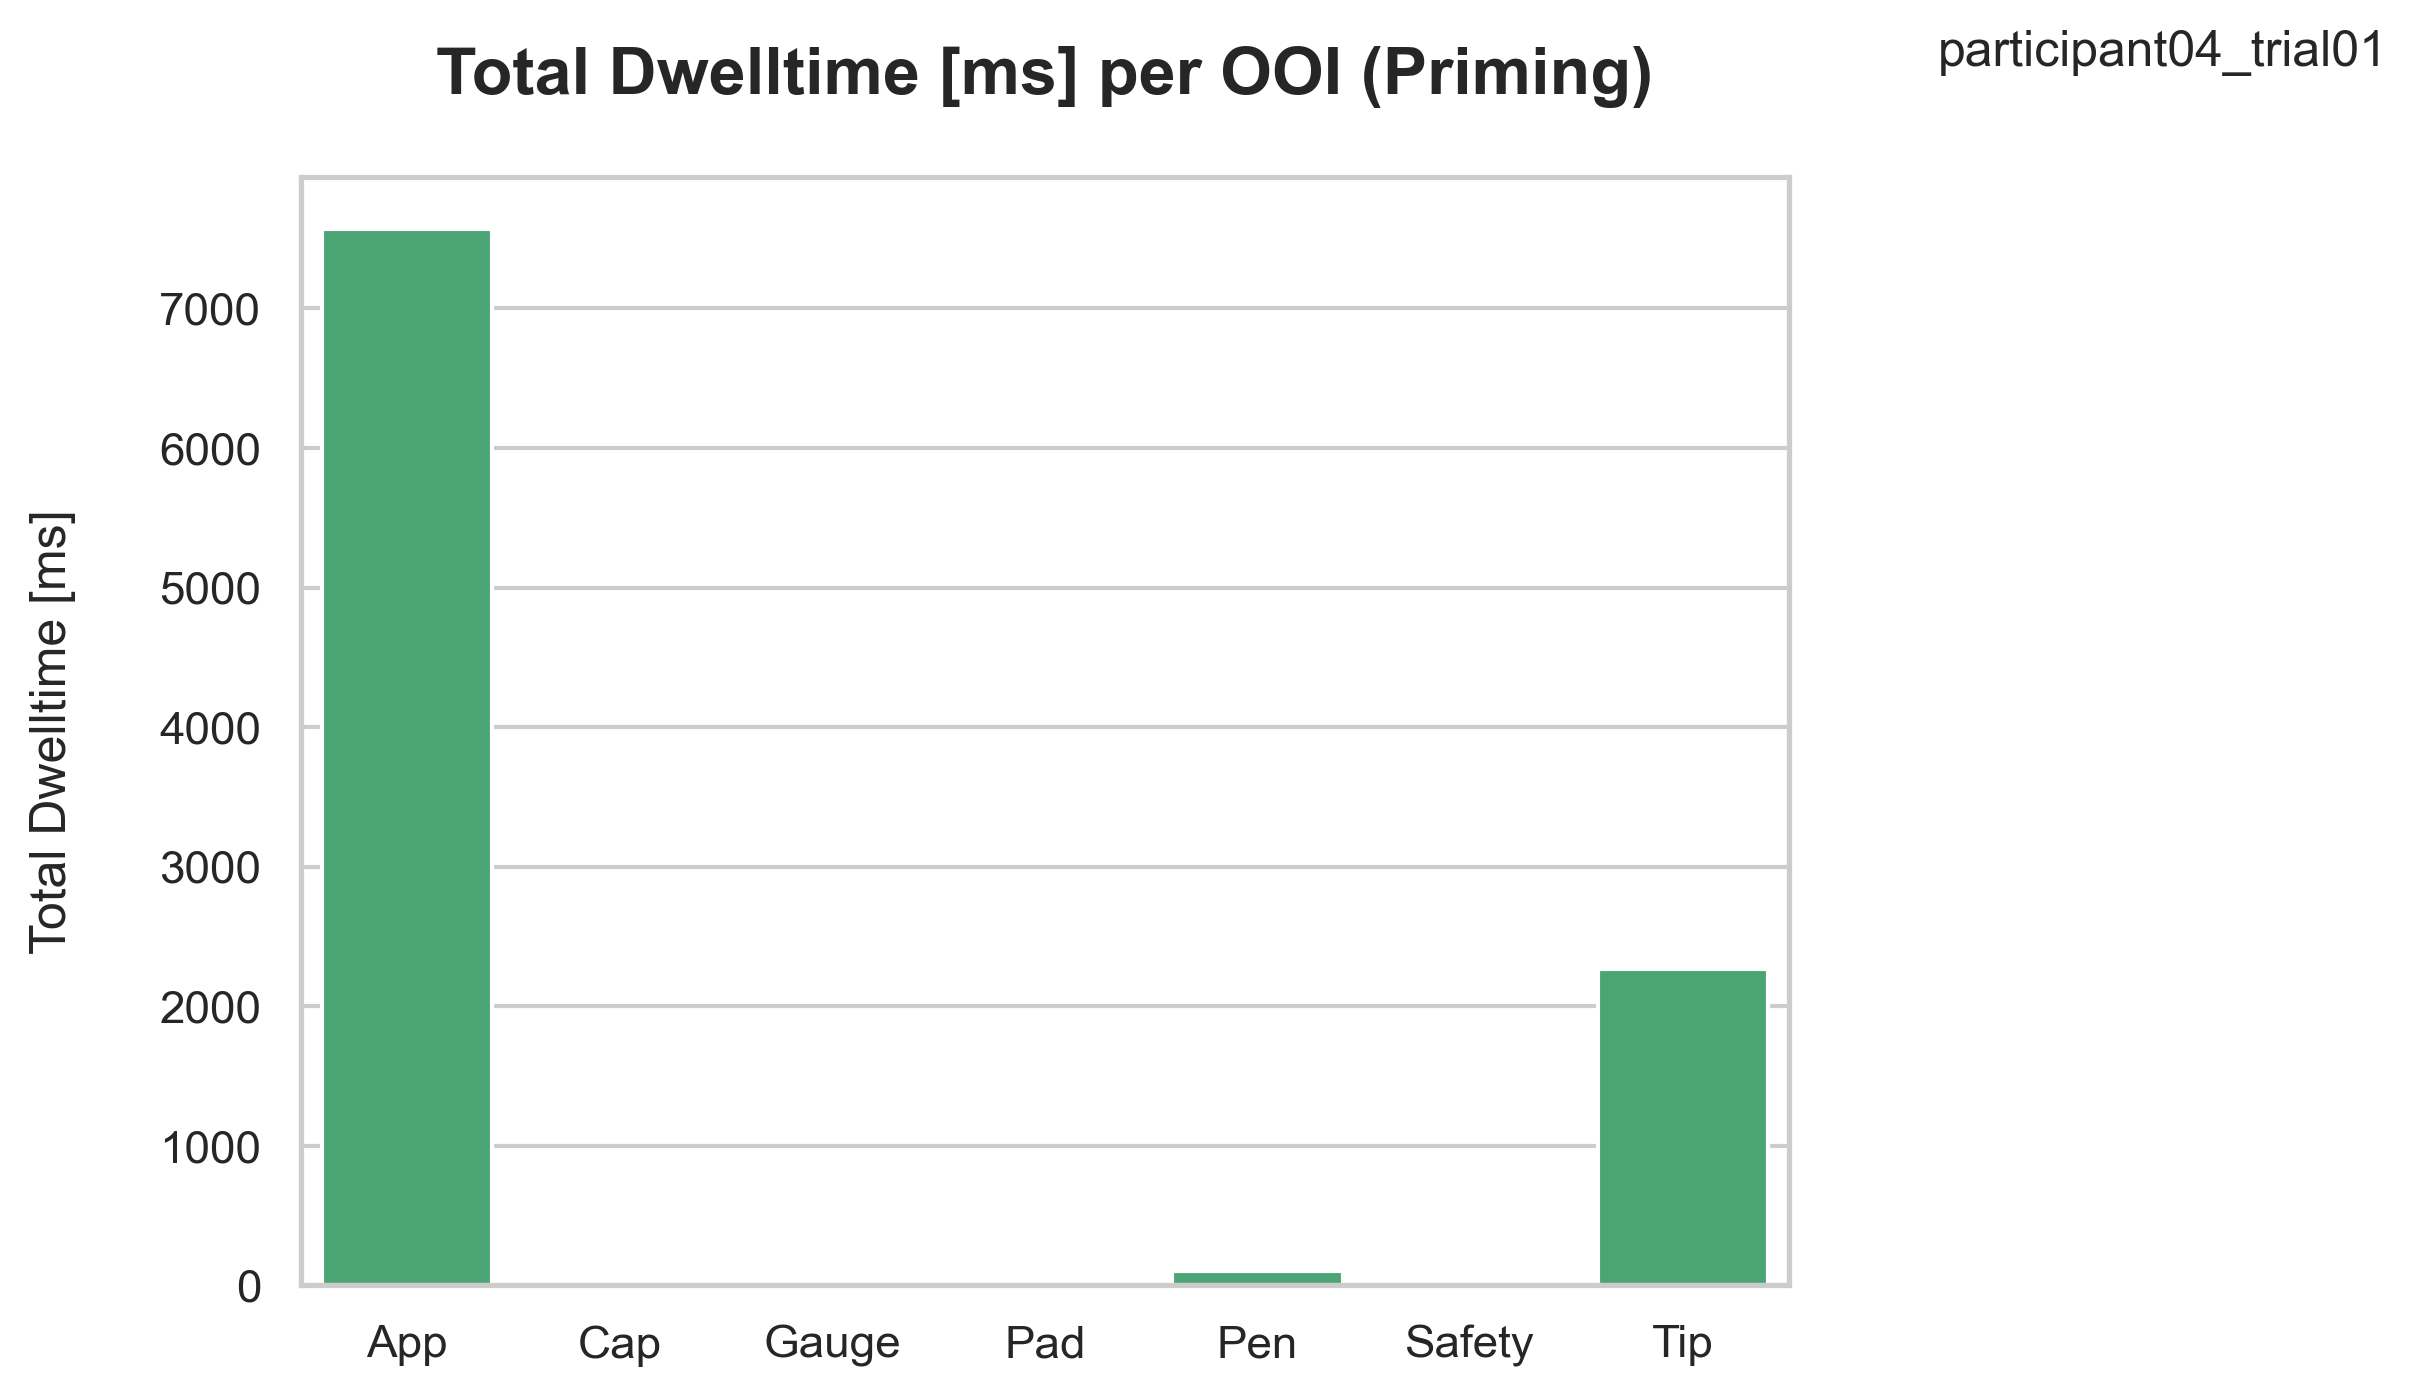 participant04_trial01
Total Dwelltime [ms] per OOI (Priming)
Total Dwelltime [ms]
7000
6000
5000
4000
3000
2000
1000
0
App Cap Gauge Pad Pen Safety Tip